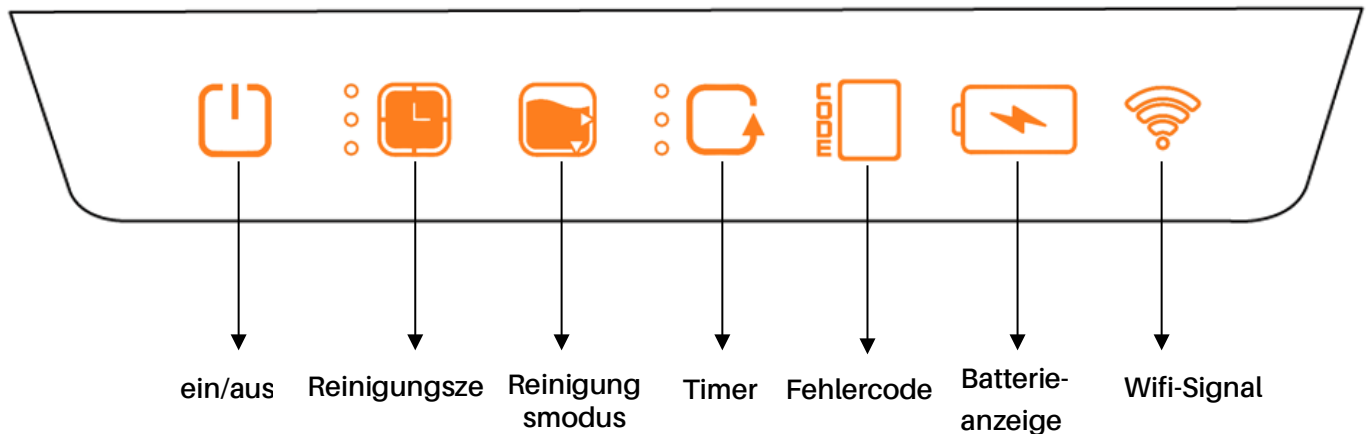 CODE
ein/aus
Reinigungsze
Reinigung
smodus
Timer
Fehlercode
Batterie-
anzeige
Wifi-Signal